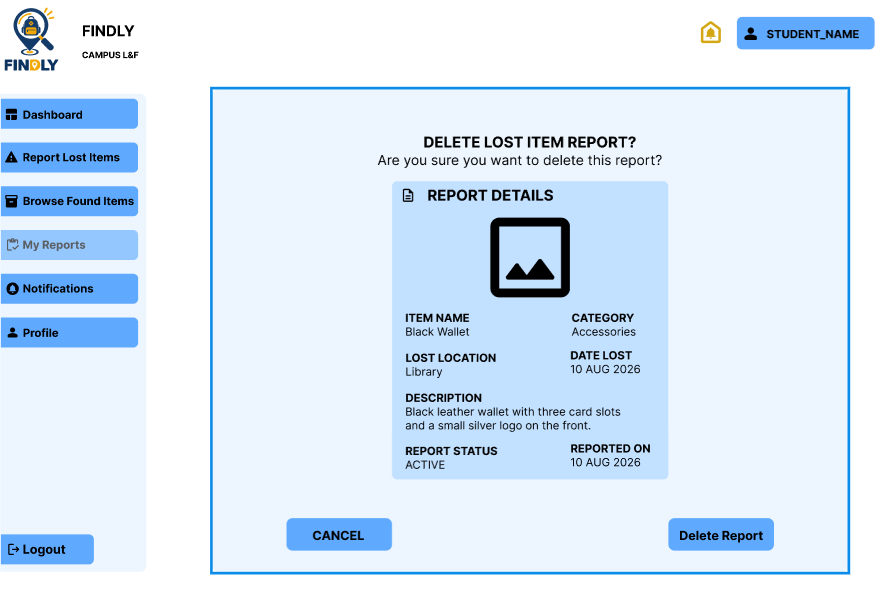 FINDLY
FINDLY
CAMPUS L&F
STUDENT_NAME
Dashboard
Report Lost Items
Browse Found Items
My Reports
Notifications
Profile
Logout
DELETE LOST ITEM REPORT?
Are you sure you want to delete this report?
REPORT DETAILS
ITEM NAME
Black Wallet
CATEGORY
Accessories
LOST LOCATION
Library
DATE LOST
10 AUG 2026
DESCRIPTION
Black leather wallet with three card slots
and a small silver logo on the front.
REPORT STATUS
ACTIVE
REPORTED ON
10 AUG 2026
CANCEL
Delete Report